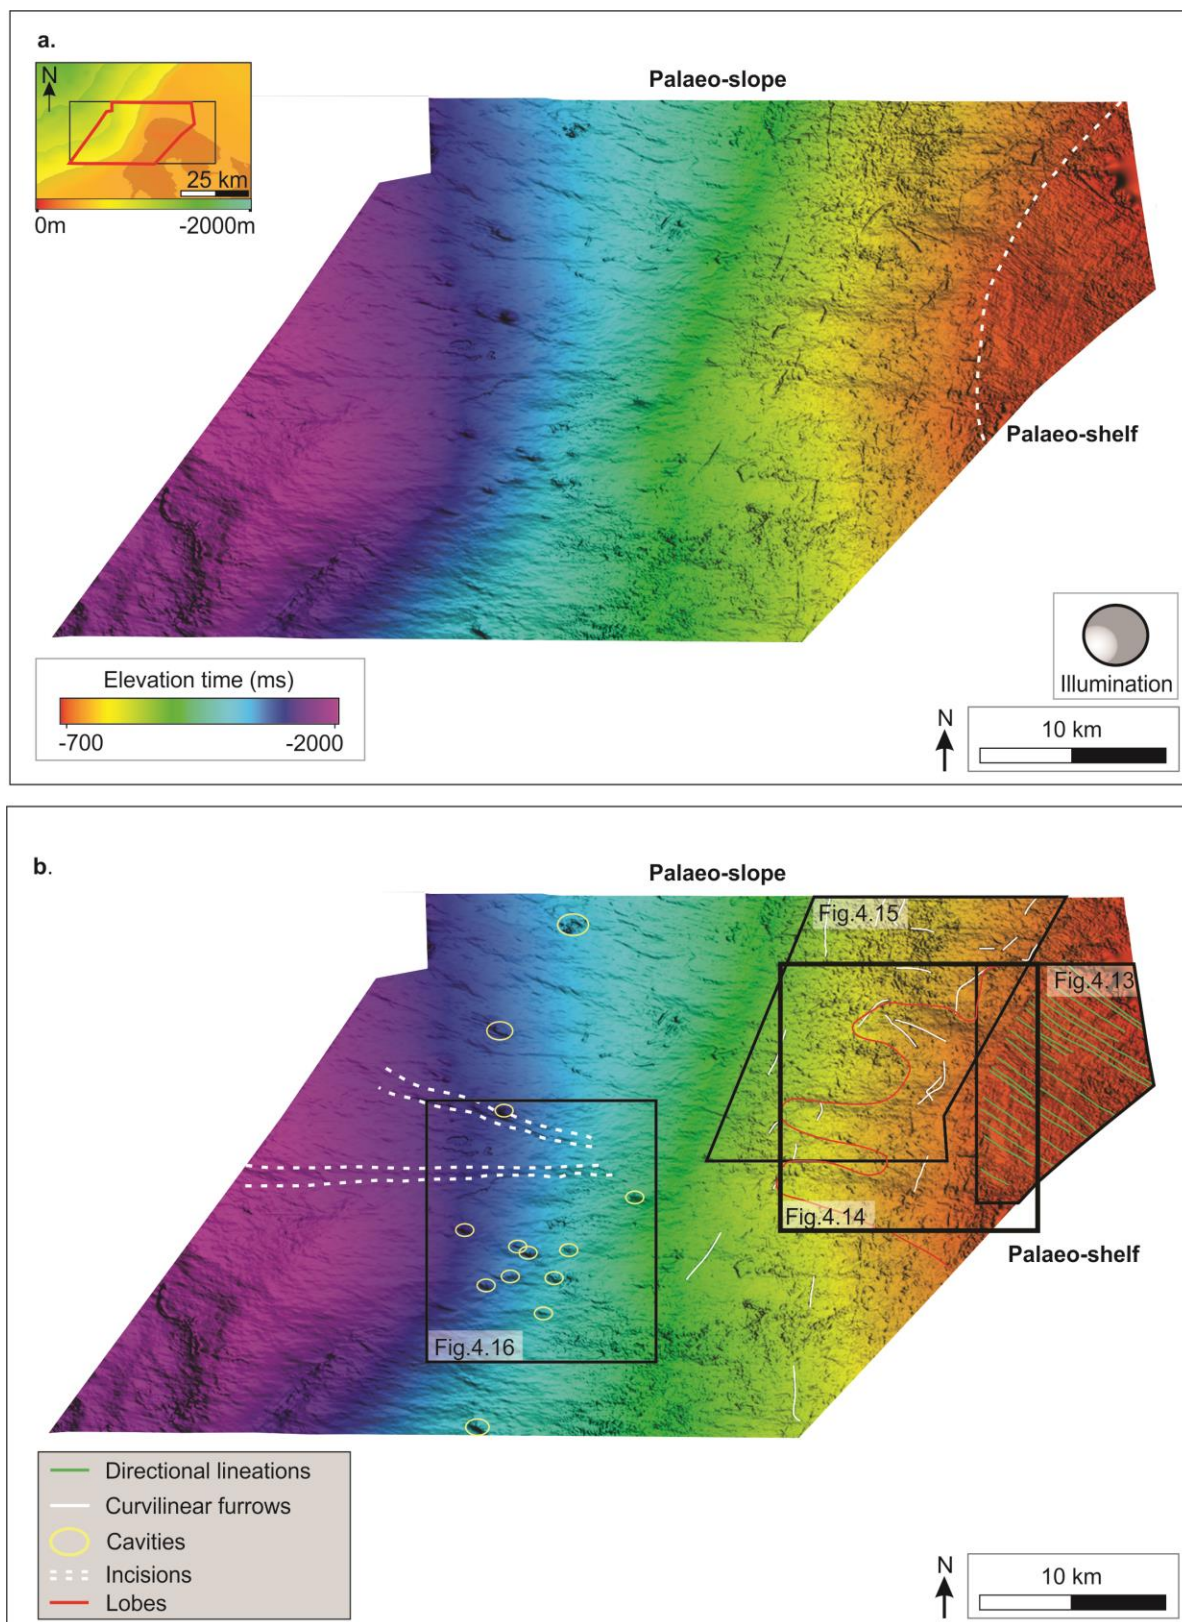 a.
N
25 km
0m
-2000m
Palaeo-slope
Palaeo-shelf
Elevation time (ms)
-700
-2000
Illumination
N
10 km
b.
Palaeo-slope
Fig.4.15
Fig.4.13
Fig.4.14
Palaeo-shelf
Fig.4.16
Directional lineations
Curvilinear furrows
Cavities
Incisions
Lobes
N
10 km